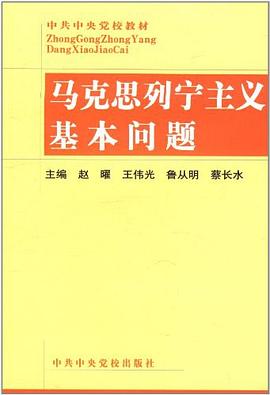 中共中央党校教材
ZhongGongZhongYang
DangXiaoJiaoCai
马克思列宁主义
基本问题
主编 赵 曜 王伟光 鲁从明 蔡长水
中共中央党校出版社